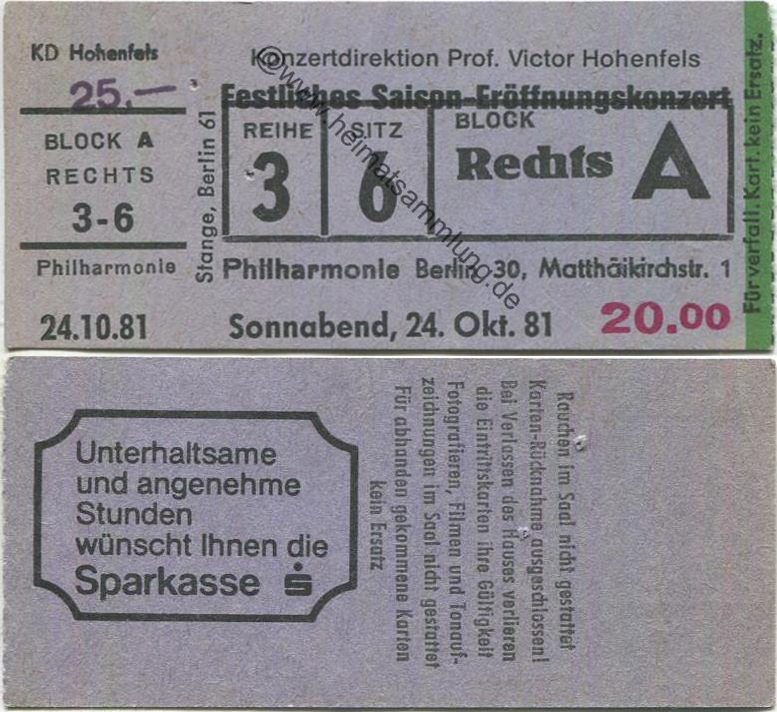 KD Hohenfels
25.—
BLOCK A
RECHTS
3-6
Philharmonie
24.10.81
Stange, Berlin 61
Konzertdirektion Prof. Victor Hohenfels
Festliches Saison-Eröffnungskonzert
REIHE
3
SITZ
6
BLOCK
Rechts A
Philharmonie Berlin 30, Matthäikirchstr. 1
Sonnabend, 24. Okt. 81
20.00
Für verfall. Kart. kein Ersatz.
@www.heimatsammlung.de
Unterhaltsame
und angenehme
Stunden
wünscht Ihnen die
Sparkasse
Rauchen im Saal nicht gestattet
Karten-Rücknahme ausgeschlossen!
Bei Verlassen des Hauses verlieren
die Eintrittskarten ihre Gültigkeit
Fotografieren, Filmen und Tonauf-
zeichnungen im Saal nicht gestattet
Für abhanden gekommene Karten
kein Ersatz